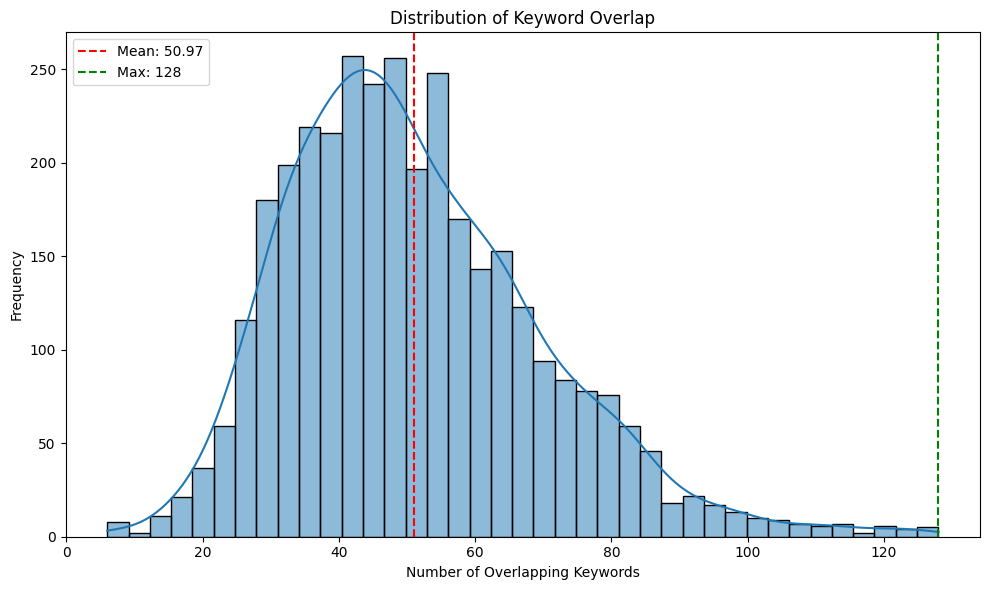 Distribution of Keyword Overlap
Mean: 50.97
Max: 128
Frequency
250
200
150
100
50
0
0 20 40 60 80 100 120
Number of Overlapping Keywords